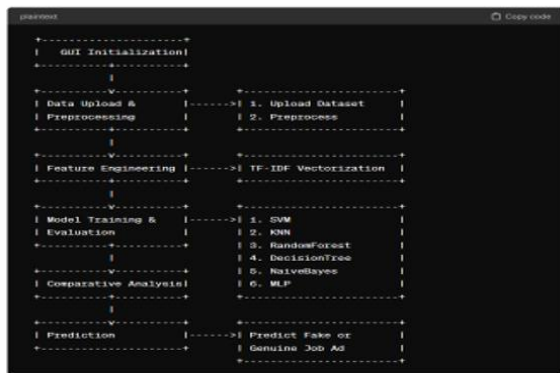 plaintext
Copy code
GUI Initialization
Data Upload & Preprocessing
1. Upload Dataset
2. Preprocess
Feature Engineering
TF-IDF Vectorization
Model Training & Evaluation
1. SVM
2. KNN
3. RandomForest
4. DecisionTree
5. NaiveBayes
6. MLP
Comparative Analysis
Prediction
Predict Fake or
Genuine Job Ad